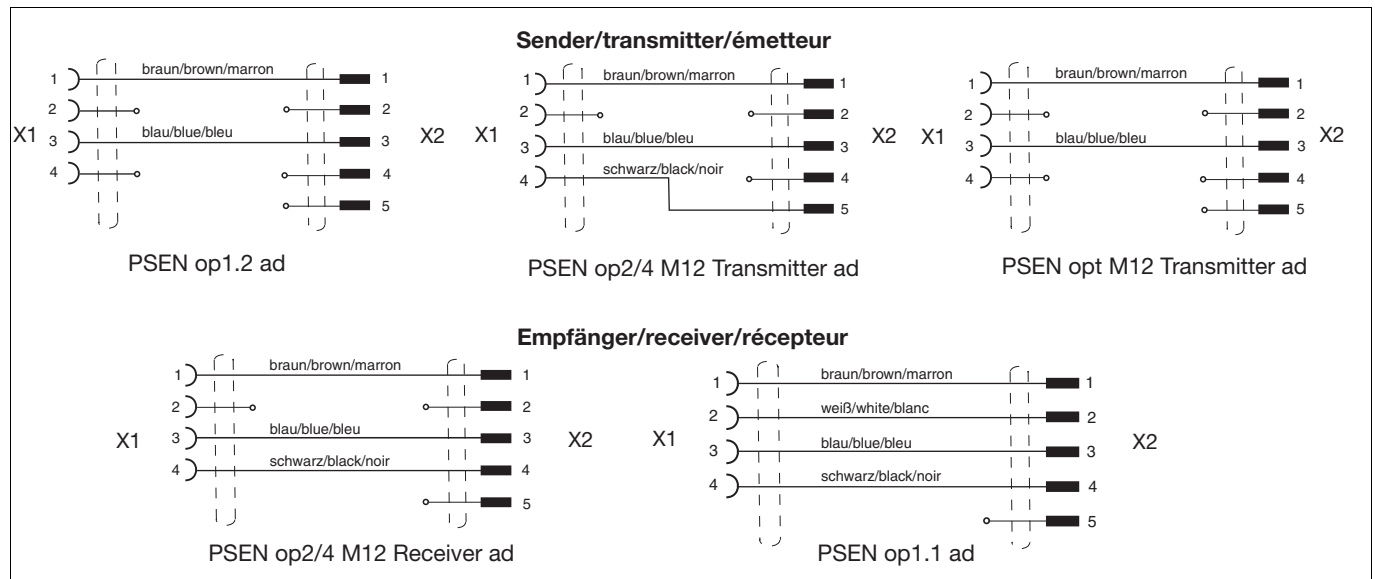 Sender/transmitter/émetteur
X1
1
2
3
4
braun/brown/marron
blau/blue/bleu
1
2
3
4
5
X2
PSEN op1.2 ad
X1
1
2
3
4
braun/brown/marron
blau/blue/bleu
schwarz/black/noir
1
2
3
4
5
X2
PSEN op2/4 M12 Transmitter ad
X1
1
2
3
4
braun/brown/marron
blau/blue/bleu
1
2
3
4
5
X2
PSEN opt M12 Transmitter ad
Empfänger/receiver/récepteur
X1
1
2
3
4
braun/brown/marron
blau/blue/bleu
schwarz/black/noir
1
2
3
4
5
X2
PSEN op2/4 M12 Receiver ad
X1
1
2
3
4
braun/brown/marron
weiß/white/blanc
blau/blue/bleu
schwarz/black/noir
1
2
3
4
5
X2
PSEN op1.1 ad